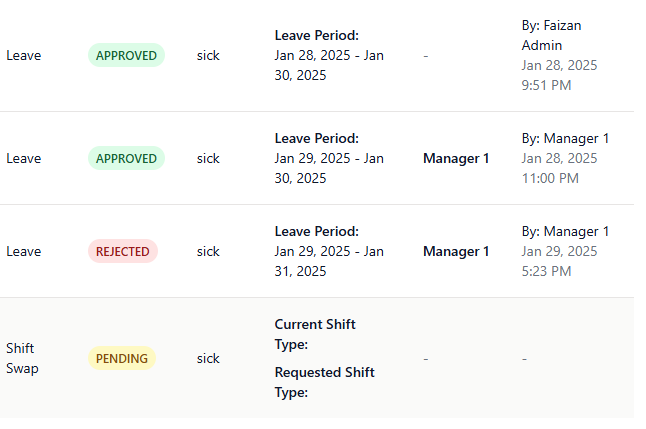 Leave APPROVED sick Leave Period: Jan 28, 2025 - Jan 30, 2025 - By: Faizan Admin Jan 28, 2025 9:51 PM
Leave APPROVED sick Leave Period: Jan 29, 2025 - Jan 30, 2025 Manager 1 By: Manager 1 Jan 28, 2025 11:00 PM
Leave REJECTED sick Leave Period: Jan 29, 2025 - Jan 31, 2025 Manager 1 By: Manager 1 Jan 29, 2025 5:23 PM
Shift Swap PENDING sick Current Shift Type: Requested Shift Type: - -